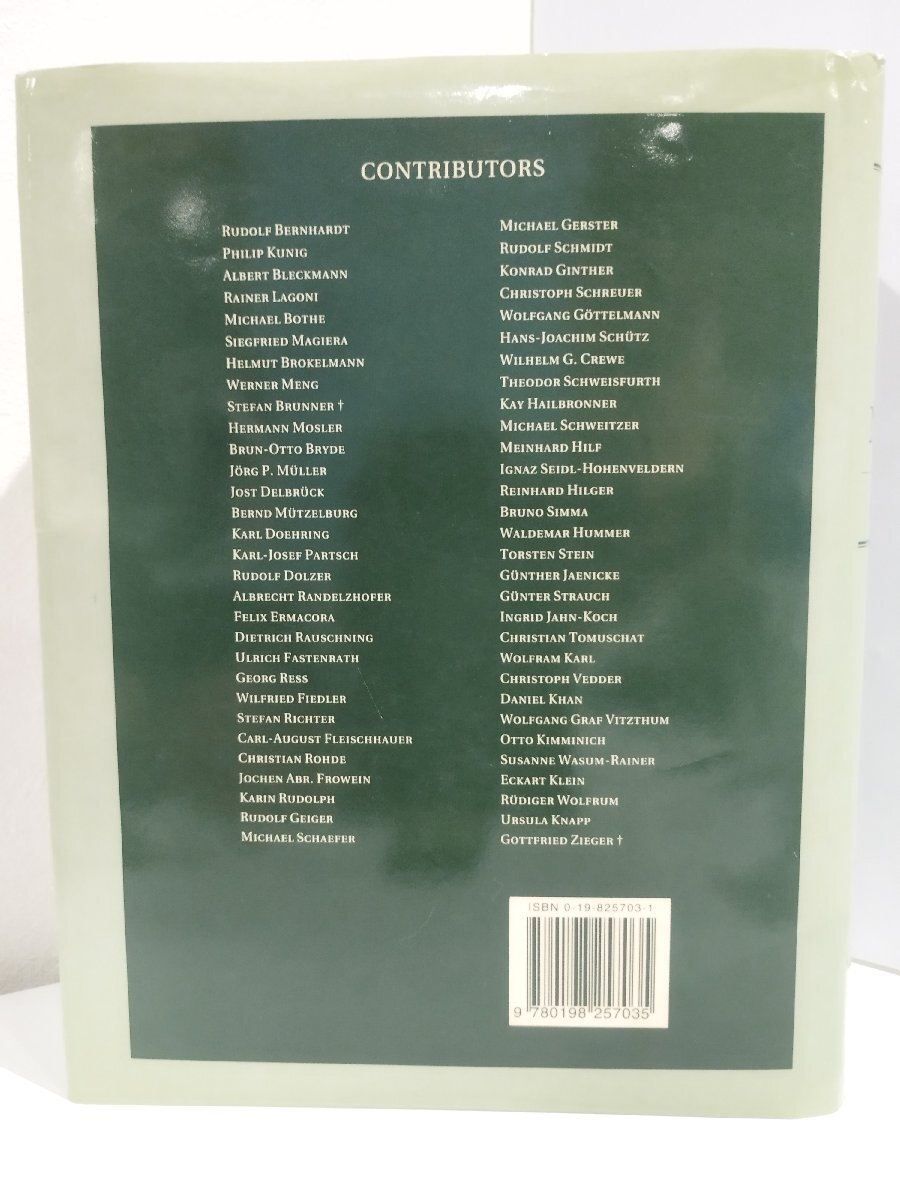 CONTRIBUTORS
RUDOLF BERNHARDT
PHILIP KUNIG
ALBERT BLECKMANN
RAINER LAGONI
MICHAEL BOTHE
SIEGFRIED MAGIERA
HELMUT BROKELMANN
WERNER MENG
STEFAN BRUNNER †
HERMANN MOSLER
BRUN-OTTO BRYDE
JÖRG P. MÜLLER
JOST DELBRÜCK
BERND MÜTZELBURG
KARL DOEHRING
KARL-JOSEF PARTSCH
RUDOLF DOLZER
ALBRECHT RANDELZHOFER
FELIX ERMACORA
DIETRICH RAUSCHNING
ULRICH FASTENRATH
GEORG RESS
WILFRIED FIEDLER
STEFAN RICHTER
CARL-AUGUST FLEISCHHAUER
CHRISTIAN ROHDE
JOCHEN ABR. FROWEIN
KARIN RUDOLPH
RUDOLF GEIGER
MICHAEL SCHAEFER
MICHAEL GERSTER
RUDOLF SCHMIDT
KONRAD GINTHER
CHRISTOPH SCHREUER
WOLFGANG GÖTTELMANN
HANS-JOACHIM SCHÜTZ
WILHELM G. CREWE
THEODOR SCHWEISFURTH
KAY HAILBRONNER
MICHAEL SCHWEITZER
MEINHARD HILF
IGNAZ SEIDL-HOHENVELDERN
REINHARD HILGER
BRUNO SIMMA
WALDEMAR HUMMER
TORSTEN STEIN
GÜNTHER JAENICKE
GÜNTER STRAUCH
INGRID JAHN-KOCH
CHRISTIAN TOMUSCHAT
WOLFRAM KARL
CHRISTOPH VEDDER
DANIEL KHAN
WOLFGANG GRAF VITZTHUM
OTTO KIMMINICH
SUSANNE WASUM-RAINER
ECKART KLEIN
RÜDIGER WOLFRUM
URSULA KNAPP
GOTTFRIED ZIEGER †
ISBN 0-19-825703-1
9 780198 257035